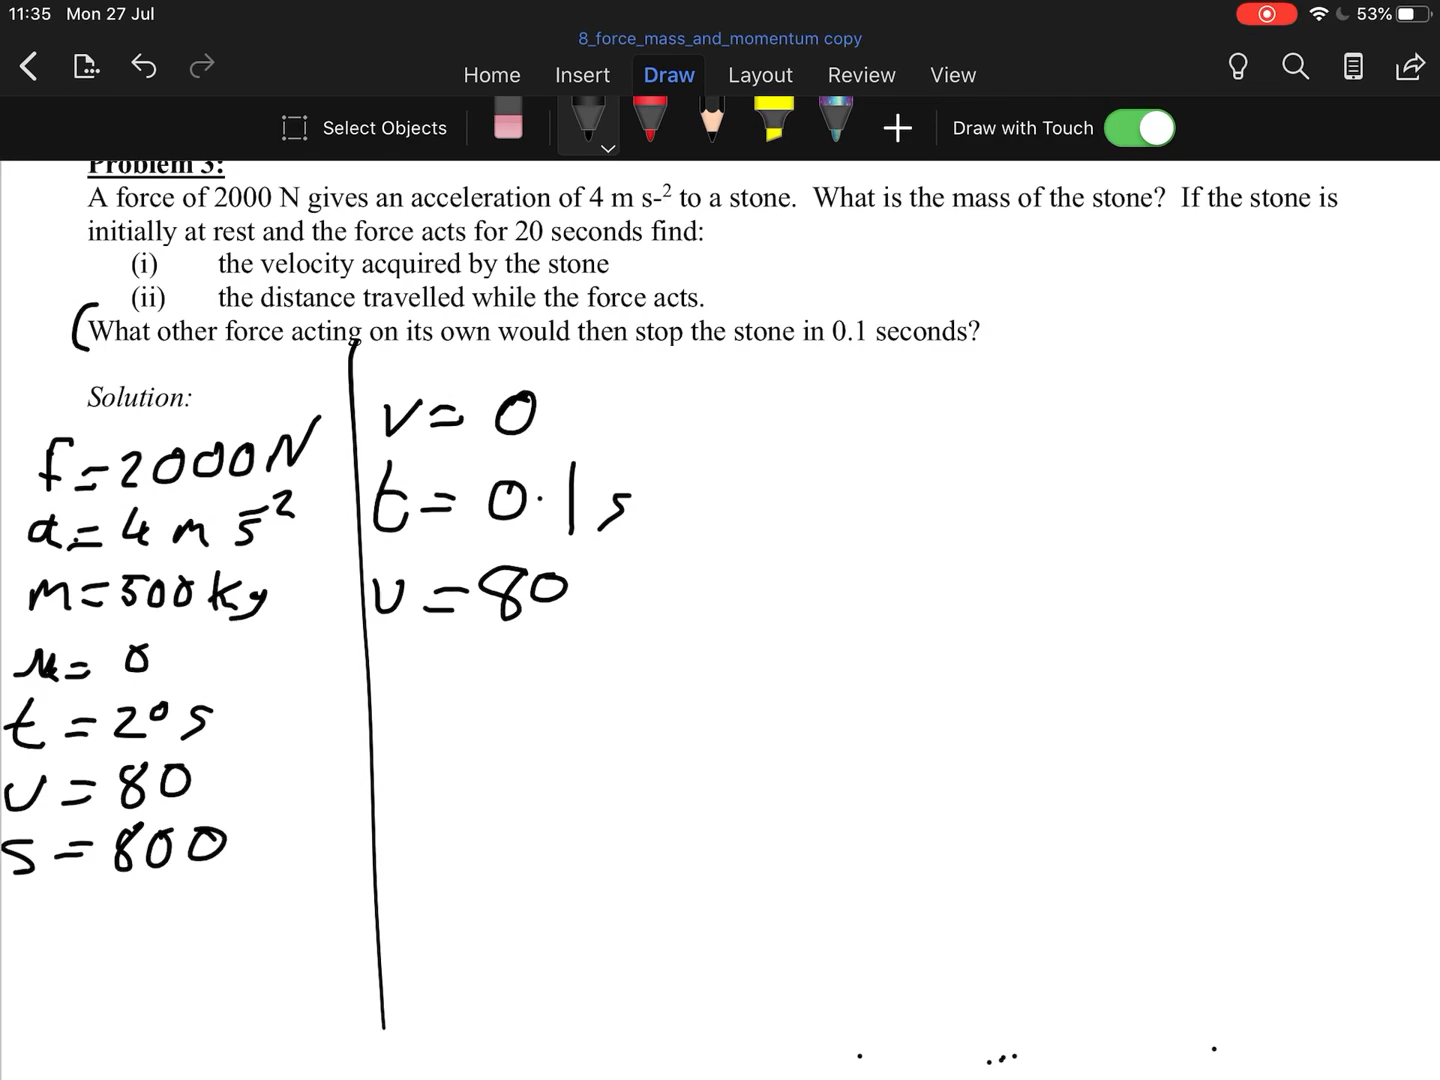 11:35 Mon 27 Jul 53%
8_force_mass_and_momentum copy
Home Insert Draw Layout Review View
Select Objects Draw with Touch
Problem 3:
A force of 2000 N gives an acceleration of 4 m s-² to a stone. What is the mass of the stone? If the stone is
initially at rest and the force acts for 20 seconds find:
(i) the velocity acquired by the stone
(ii) the distance travelled while the force acts.
(What other force acting on its own would then stop the stone in 0.1 seconds?
Solution:
f=2000N
a=4 m s⁻²
m=500kg
u= 0
t=20s
v=80
s=800
v= 0
t= 0.1s
u=80